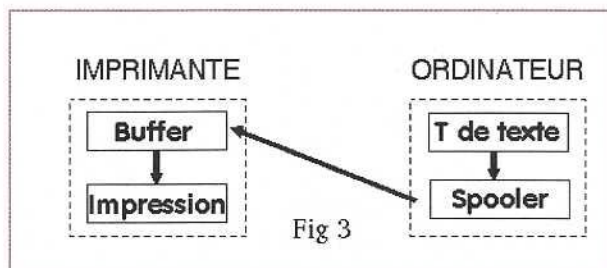 IMPRIMANTE
Buffer
Impression
ORDINATEUR
T de texte
Spooler
Fig 3